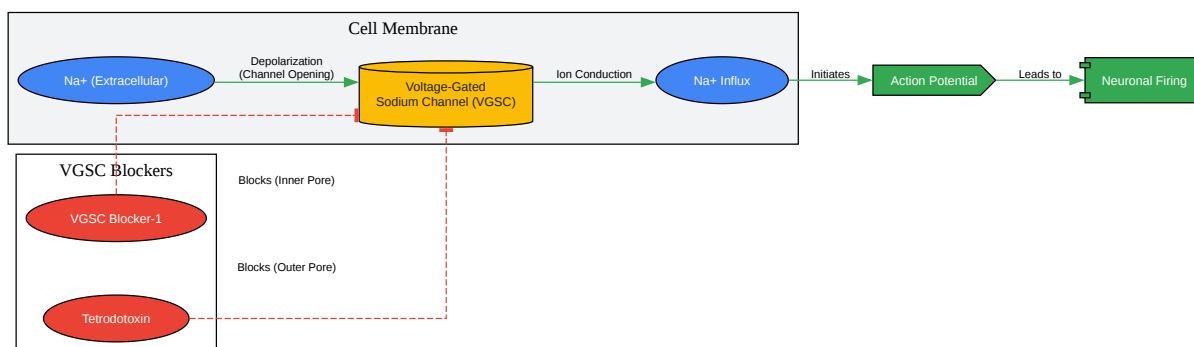 Cell Membrane
Na+ (Extracellular)
Depolarization
(Channel Opening)
Voltage-Gated
Sodium Channel (VGSC)
Ion Conduction
Na+ Influx
Initiates
Action Potential
Leads to
Neuronal Firing
VGSC Blockers
Blocks (Inner Pore)
VGSC Blocker-1
Blocks (Outer Pore)
Tetrodotoxin